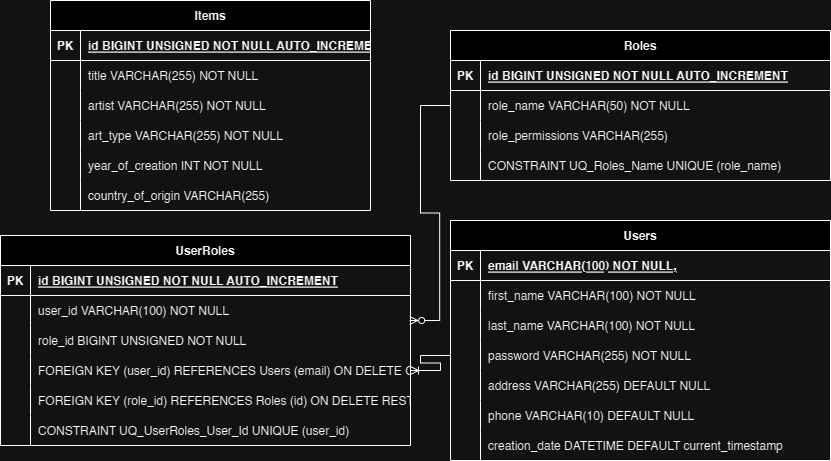 Items
PK id BIGINT UNSIGNED NOT NULL AUTO_INCREME
title VARCHAR(255) NOT NULL
artist VARCHAR(255) NOT NULL
art_type VARCHAR(255) NOT NULL
year_of_creation INT NOT NULL
country_of_origin VARCHAR(255)
Roles
PK id BIGINT UNSIGNED NOT NULL AUTO_INCREMENT
role_name VARCHAR(50) NOT NULL
role_permissions VARCHAR(255)
CONSTRAINT UQ_Roles_Name UNIQUE (role_name)
UserRoles
PK id BIGINT UNSIGNED NOT NULL AUTO_INCREMENT
user_id VARCHAR(100) NOT NULL
role_id BIGINT UNSIGNED NOT NULL
FOREIGN KEY (user_id) REFERENCES Users (email) ON DELETE
FOREIGN KEY (role_id) REFERENCES Roles (id) ON DELETE REST
CONSTRAINT UQ_UserRoles_User_Id UNIQUE (user_id)
Users
PK email VARCHAR(100) NOT NULL,
first_name VARCHAR(100) NOT NULL
last_name VARCHAR(100) NOT NULL
password VARCHAR(255) NOT NULL
address VARCHAR(255) DEFAULT NULL
phone VARCHAR(10) DEFAULT NULL
creation_date DATETIME DEFAULT current_timestamp